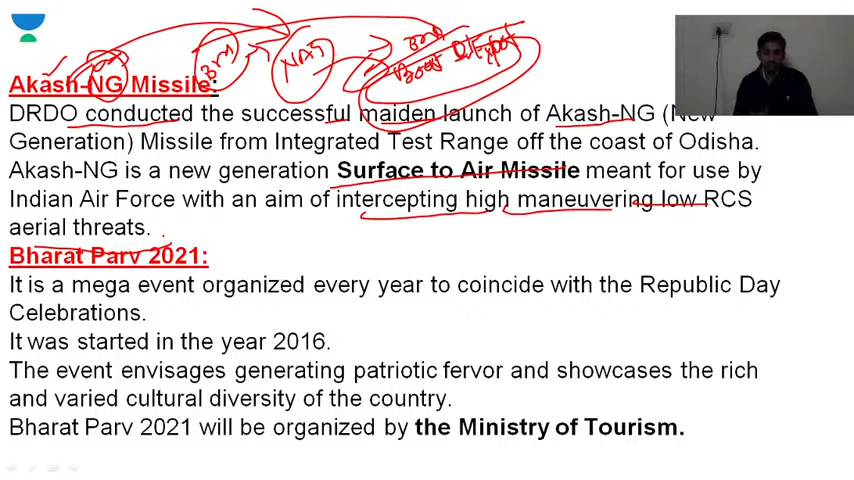 Akash-NG Missile:
DRDO conducted the successful maiden launch of Akash-NG (New
Generation) Missile from Integrated Test Range off the coast of Odisha.
Akash-NG is a new generation Surface to Air Missile meant for use by
Indian Air Force with an aim of intercepting high maneuvering low RCS
aerial threats.
Bharat Parv 2021:
It is a mega event organized every year to coincide with the Republic Day
Celebrations.
It was started in the year 2016.
The event envisages generating patriotic fervor and showcases the rich
and varied cultural diversity of the country.
Bharat Parv 2021 will be organized by the Ministry of Tourism.